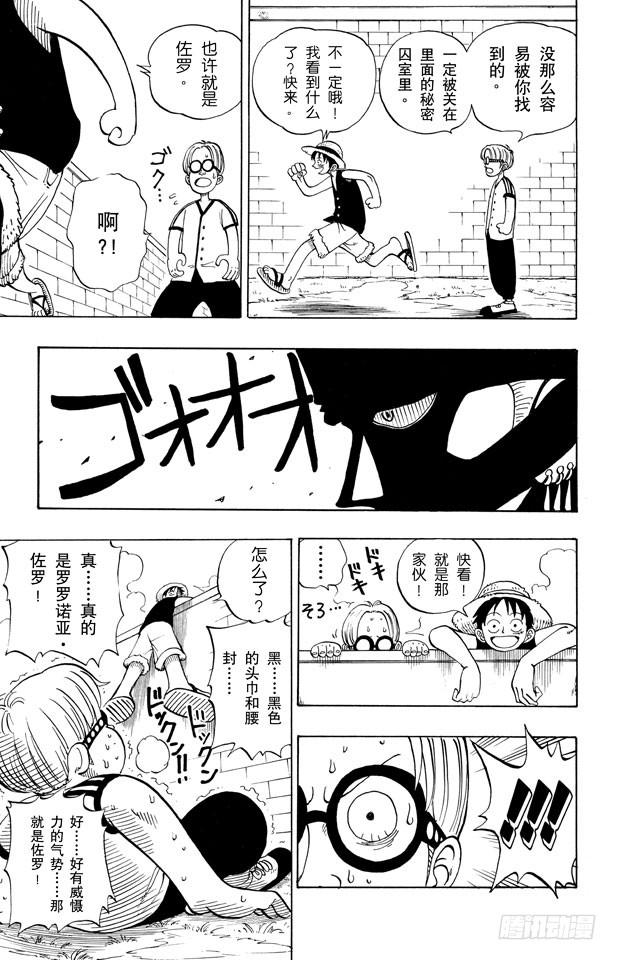 没那么容
易被你找
到的。
一定被关在
里面的秘密
囚室里。
不一定哦！
我看到什么
了？快来。
也许就是
佐罗。
ゴク…
啊
?!
ゴオオオ
快看！
就是那
家伙！
……
ドキ
ドキ
そろ…
!!!
怎么了？
黑……黑色
的头巾和腰
封……
真……真的
是罗罗诺亚·
佐罗！
ドックン!!
ドックン
好……好有威慑
力的气势……那
就是佐罗！
腾讯动漫